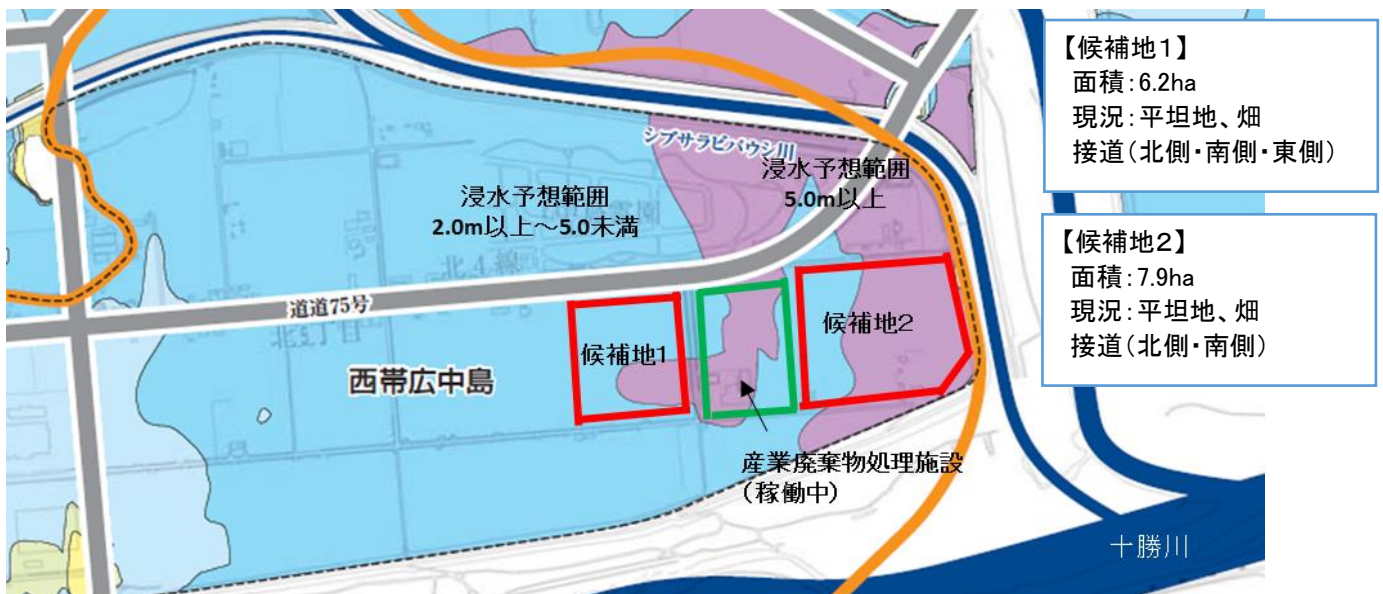 【候補地1】
面積：6.2ha
現況：平坦地、畑
接道（北側・南側・東側）
【候補地2】
面積：7.9ha
現況：平坦地、畑
接道（北側・南側）
シブサラビバウシ川
浸水予想範囲
5.0m以上
浸水予想範囲
2.0m以上～5.0未満
北4線
道道75号
候補地1
候補地2
西帯広中島
産業廃棄物処理施設
（稼働中）
十勝川